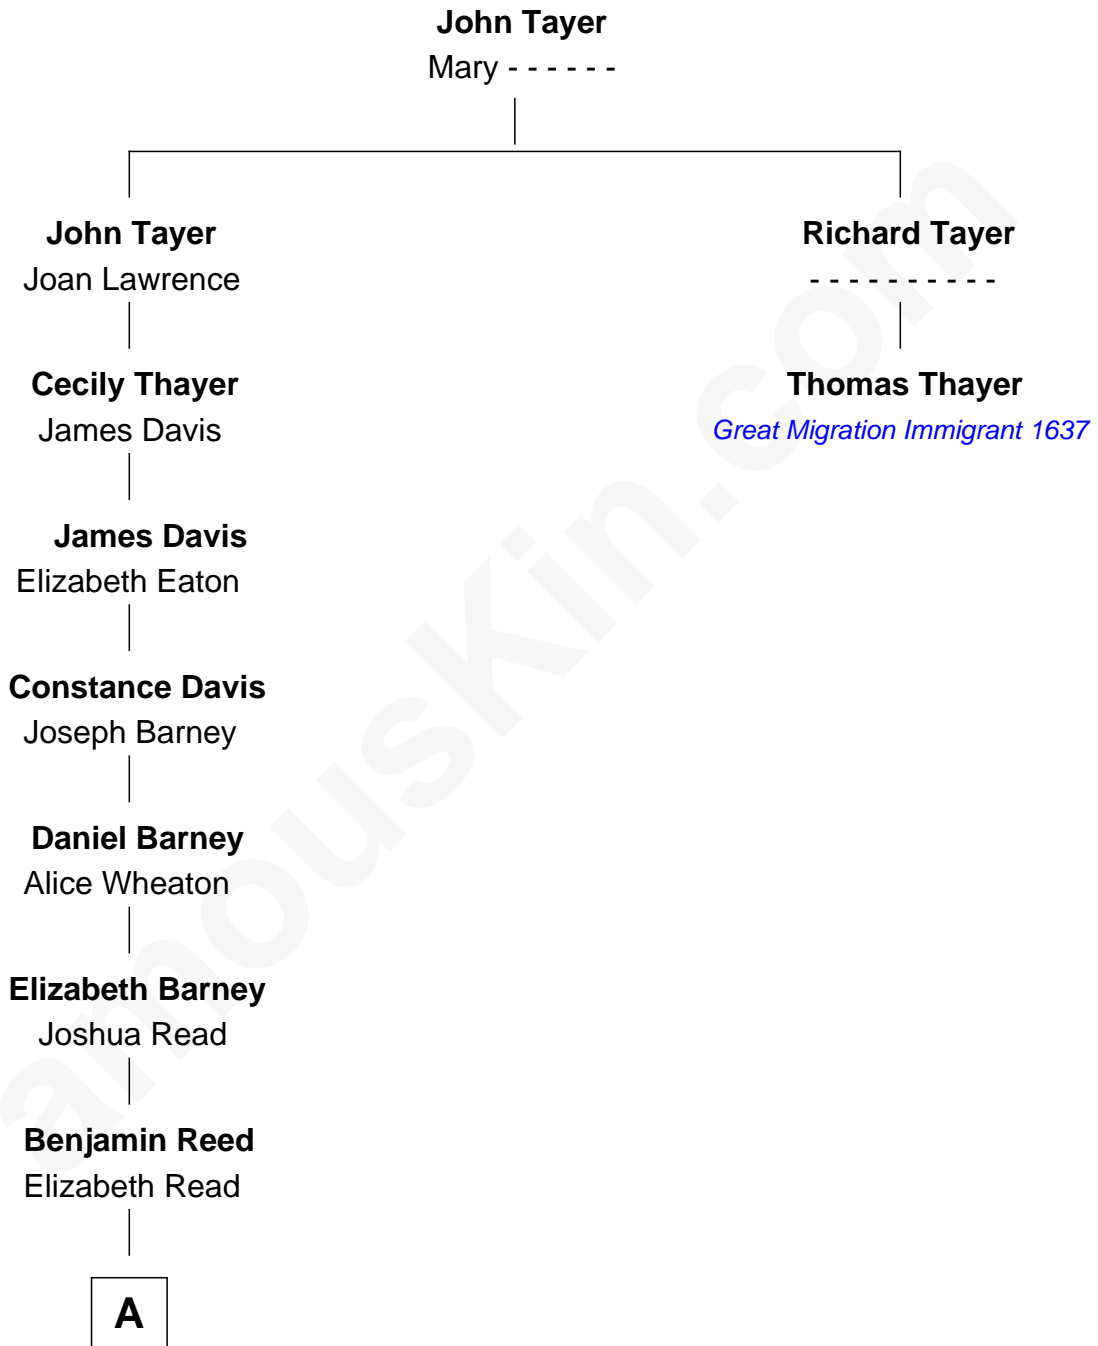 John Tayer
Mary - - - - - -
John Tayer
Joan Lawrence
Richard Tayer
- - - - - - - - - -
Cecily Thayer
James Davis
Thomas Thayer
Great Migration Immigrant 1637
James Davis
Elizabeth Eaton
Constance Davis
Joseph Barney
Daniel Barney
Alice Wheaton
Elizabeth Barney
Joshua Read
Benjamin Reed
Elizabeth Read
A
amouskin.com